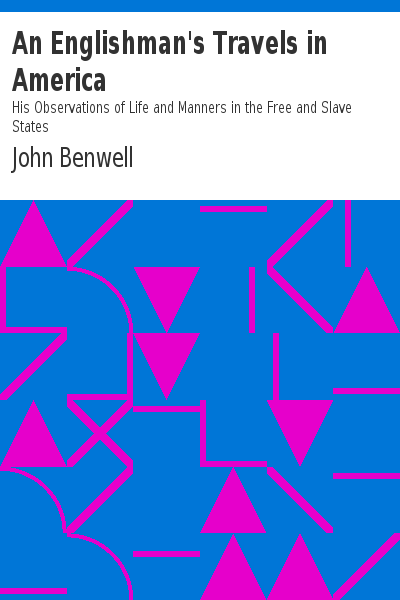 An Englishman's Travels in
America
His Observations of Life and Manners in the Free and Slave
States
John Benwell